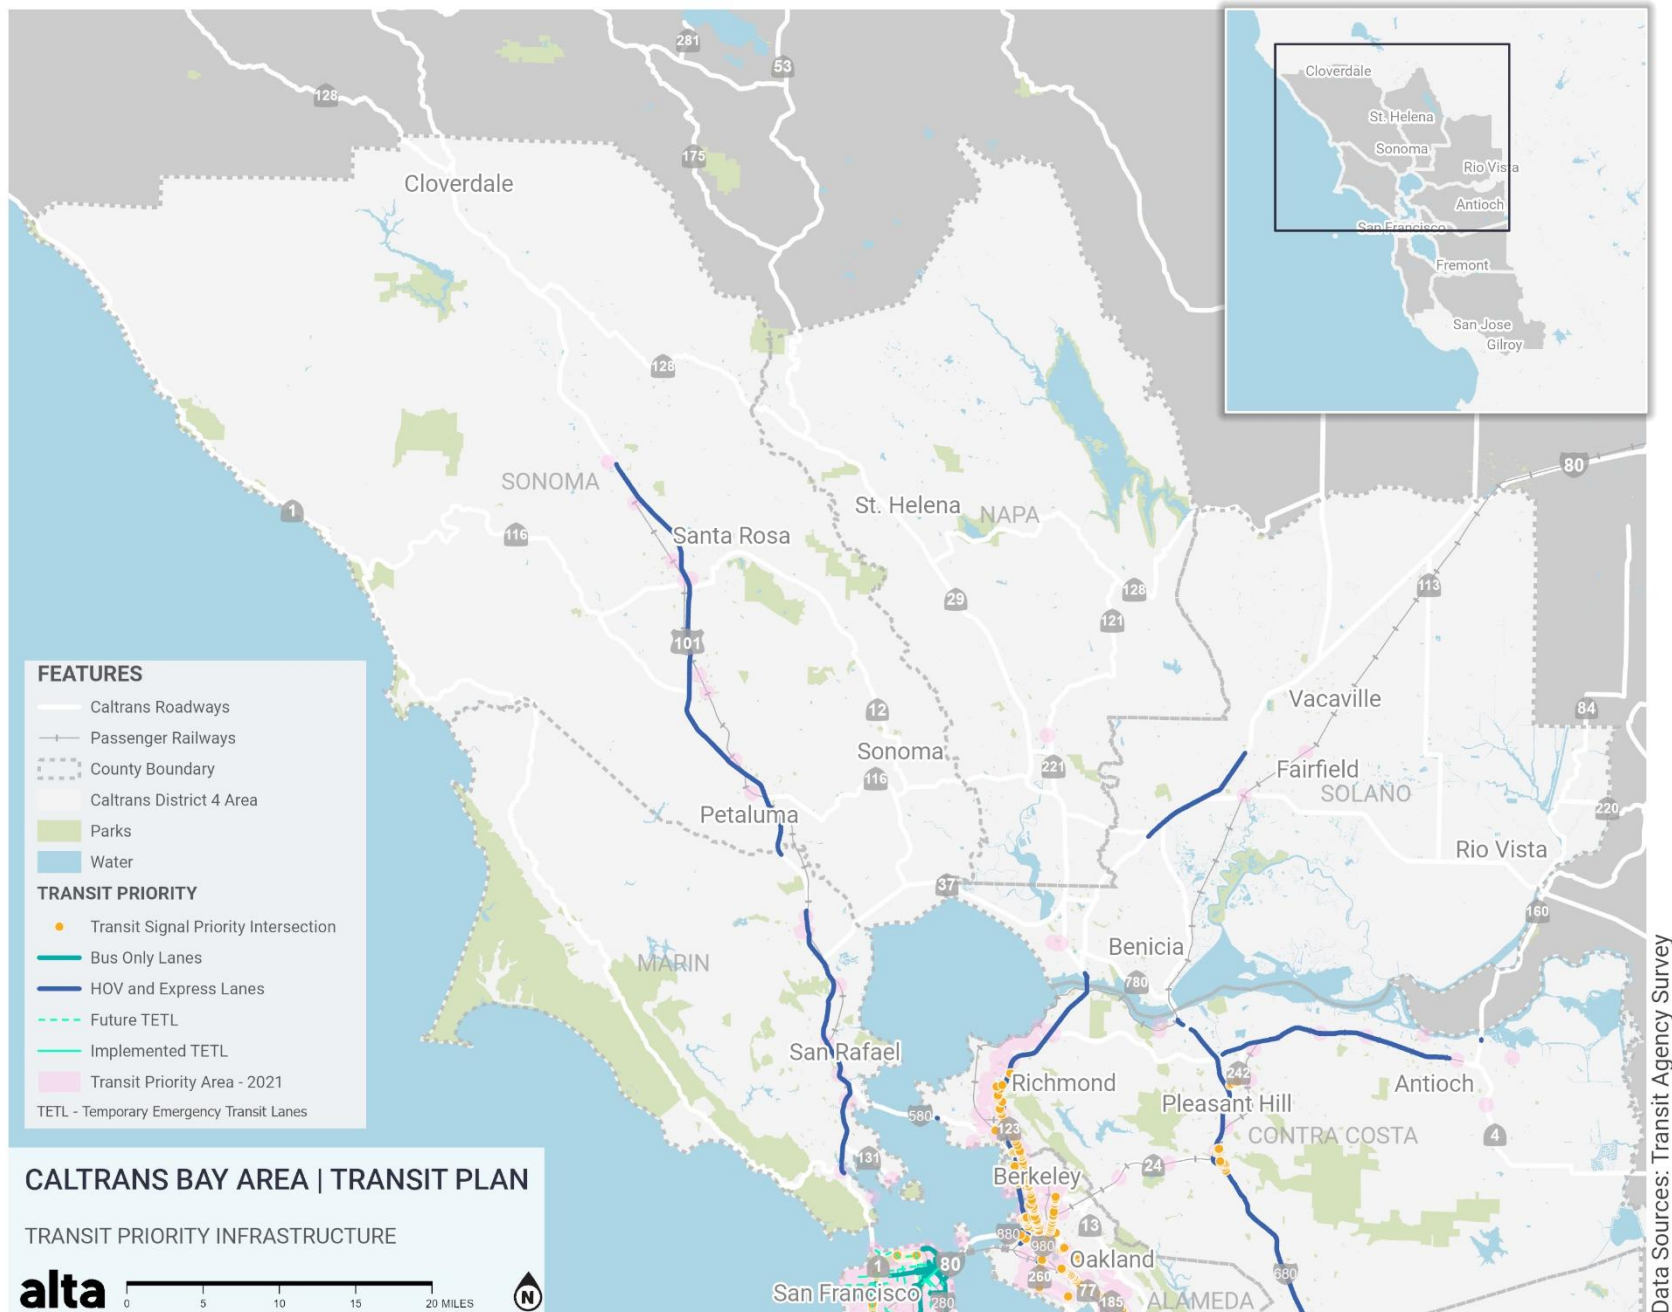 281
53
128
175
Cloverdale
128
SONOMA
1
116
Santa Rosa
St. Helena
NAPA
80
29
128
121
113
101
Vacaville
84
12
Sonoma
116
221
Fairfield
SOLANO
220
Petaluma
Rio Vista
37
160
Benicia
780
MARIN
San Rafael
Richmond
242
Antioch
580
Pleasant Hill
123
CONTRA COSTA
4
131
24
Berkeley
13
880
980
Oakland
1
80
260
77
185
680
San Francisco
280
ALAMEDA
Cloverdale
St. Helena
Sonoma
Rio Vista
Antioch
San Francisco
Fremont
San Jose
Gilroy
FEATURES
Caltrans Roadways
Passenger Railways
County Boundary
Caltrans District 4 Area
Parks
Water
TRANSIT PRIORITY
Transit Signal Priority Intersection
Bus Only Lanes
HOV and Express Lanes
Future TETL
Implemented TETL
Transit Priority Area - 2021
TETL - Temporary Emergency Transit Lanes
CALTRANS BAY AREA | TRANSIT PLAN
TRANSIT PRIORITY INFRASTRUCTURE
alta
0 5 10 15 20 MILES
N
Data Sources: Transit Agency Survey